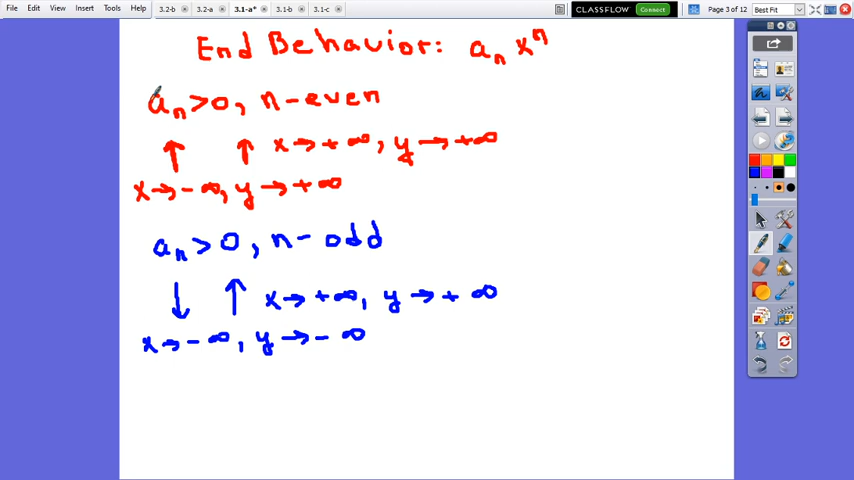 File Edit View Insert Tools Help
3.2-b 3.2-a 3.1-a* 3.1-b 3.1-c
CLASSFLOW Connect
Page 3 of 12 Best Fit
End Behavior: aₙ xⁿ
aₙ > 0, n - even
x → + ∞, y → + ∞
x → - ∞, y → + ∞
aₙ > 0, n - odd
x → + ∞, y → + ∞
x → - ∞, y → - ∞